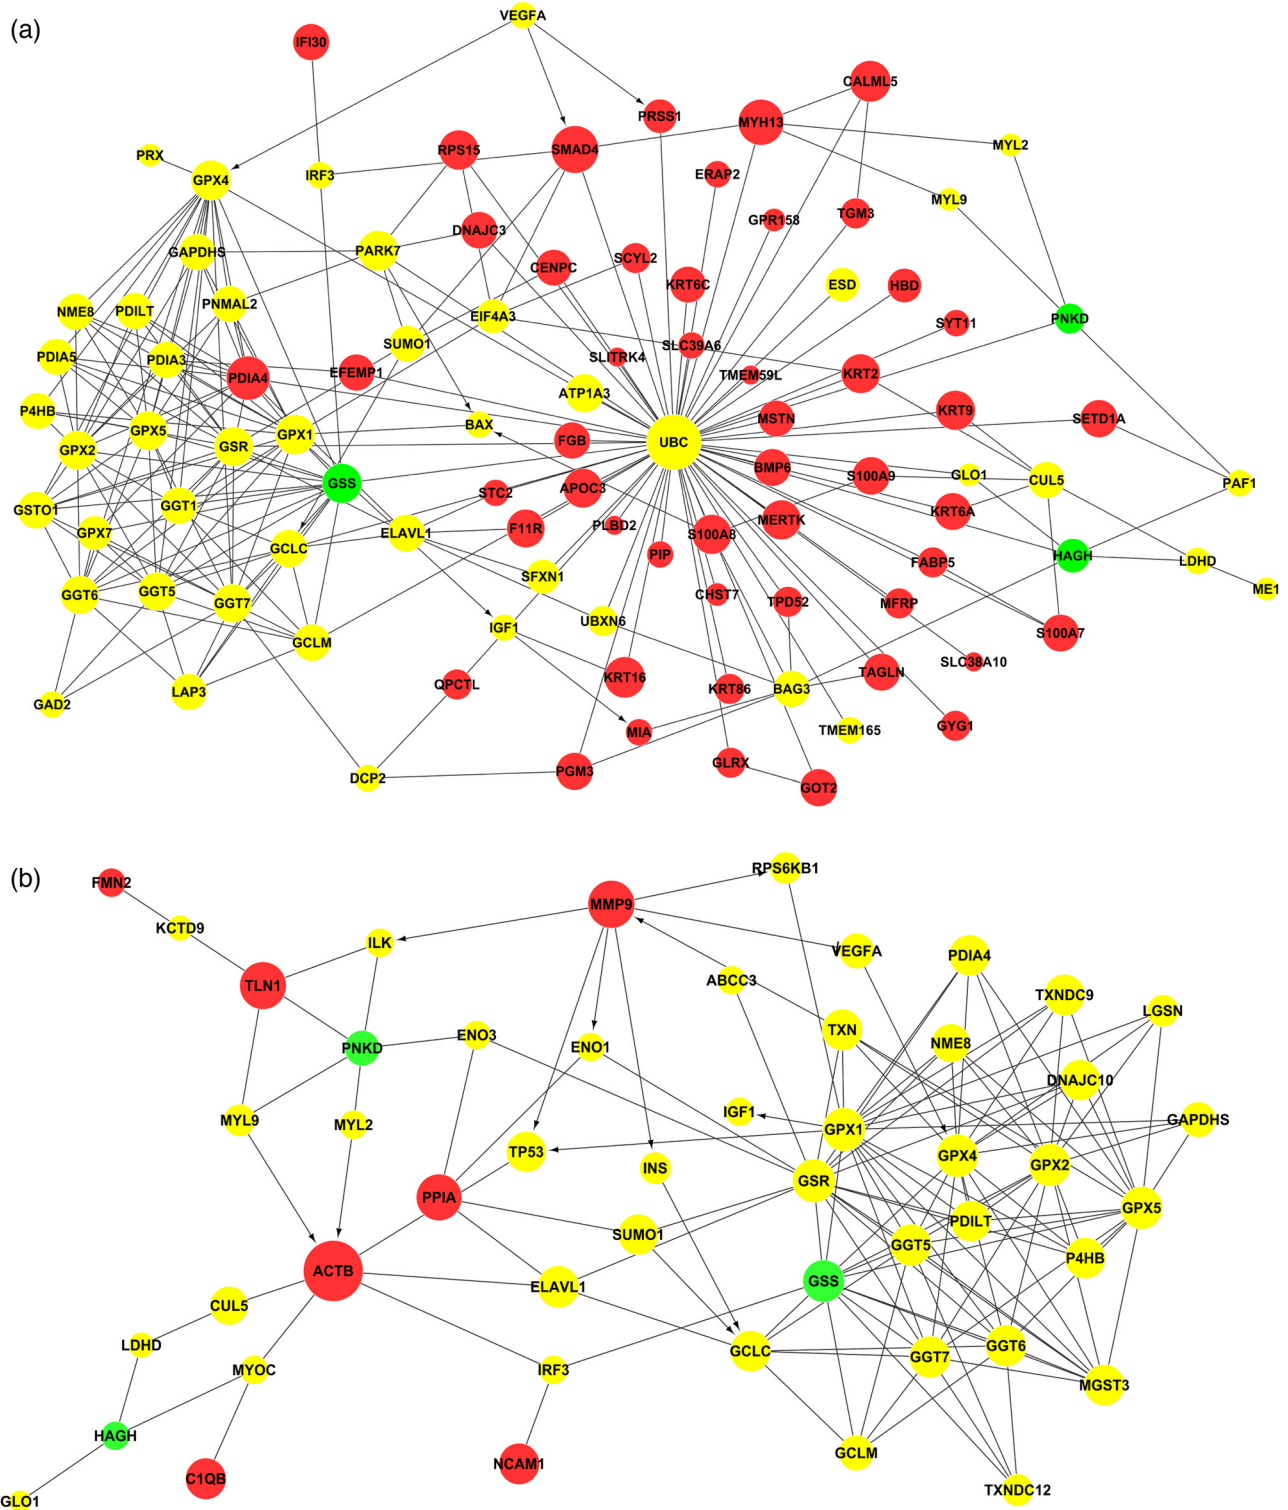 (a)
VEGFA
IFI30
CALML5
PRSS1
MYH13
MYL2
PRX
GPX4
IRF3
RPS15
SMAD4
ERAP2
MYL9
GPR158
TGM3
GAPDHS
PARK7
DNAJC3
CENPC
SCYL2
KRT6C
ESD
HBD
NME8
PDILT
PNMAL2
EIF4A3
SYT11
PNKD
PDIA5
PDIA3
PDIA4
SUMO1
EFEMP1
SLITRK4
SLC39A6
TMEM59L
KRT2
P4HB
GPX5
ATP1A3
MSTN
KRT9
SETD1A
GPX2
GSR
GPX1
BAX
FGB
UBC
BMP6
S100A9
GLO1
CUL5
PAF1
GSTO1
GGT1
GSS
STC2
APOC3
GPX7
GCLC
ELAVL1
F11R
PLBD2
S100A8
MERTK
KRT6A
PIP
FABP5
HAGH
LDHD
ME1
GGT6
GGT5
GGT7
SFXN1
CHST7
TPD52
MFRP
GCLM
IGF1
UBXN6
S100A7
SLC38A10
GAD2
LAP3
QPCTL
KRT16
KRT86
BAG3
TAGLN
MIA
TMEM165
GYG1
DCP2
PGM3
GLRX
GOT2
(b)
FMN2
RPS6KB1
KCTD9
MMP9
ILK
VEGFA
PDIA4
TLN1
ABCC3
TXNDC9
LGSN
PNKD
ENO3
ENO1
TXN
NME8
DNAJC10
MYL9
MYL2
IGF1
GPX1
GAPDHS
TP53
INS
GSR
GPX4
GPX2
PPIA
GPX5
SUMO1
PDILT
GGT5
P4HB
ACTB
ELAVL1
GSS
CUL5
LDHD
MYOC
IRF3
GCLC
GGT7
GGT6
MGST3
HAGH
C1QB
NCAM1
GCLM
TXNDC12
GLO1